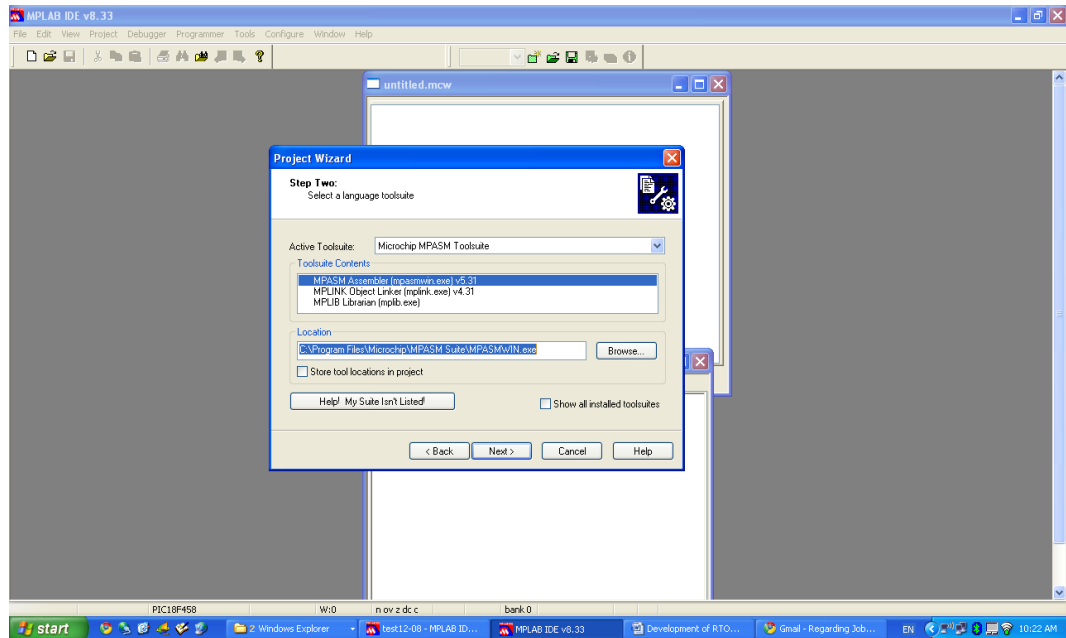 MPLAB IDE v8.33
File Edit View Project Debugger Programmer Tools Configure Window Help
untitled.mcw
Project Wizard
Step Two:
Select a language toolsuite
Active Toolsuite: Microchip MPASM Toolsuite
Toolsuite Contents
MPASM Assembler (mpasmwin.exe) v5.31
MPLINK Object Linker (mplink.exe) v4.31
MPLIB Librarian (mplib.exe)
Location
C:\Program Files\Microchip\MPASM Suite\MPASMWIN.exe Browse...
Store tool locations in project
Help! My Suite Isn't Listed! Show all installed toolsuites
< Back Next > Cancel Help
PIC18F458 W:0 n ov z dc c bank 0
start 2 Windows Explorer test12-08 - MPLAB ID... MPLAB IDE v8.33 Development of RTO... Gmail - Regarding Job... EN 10:22 AM